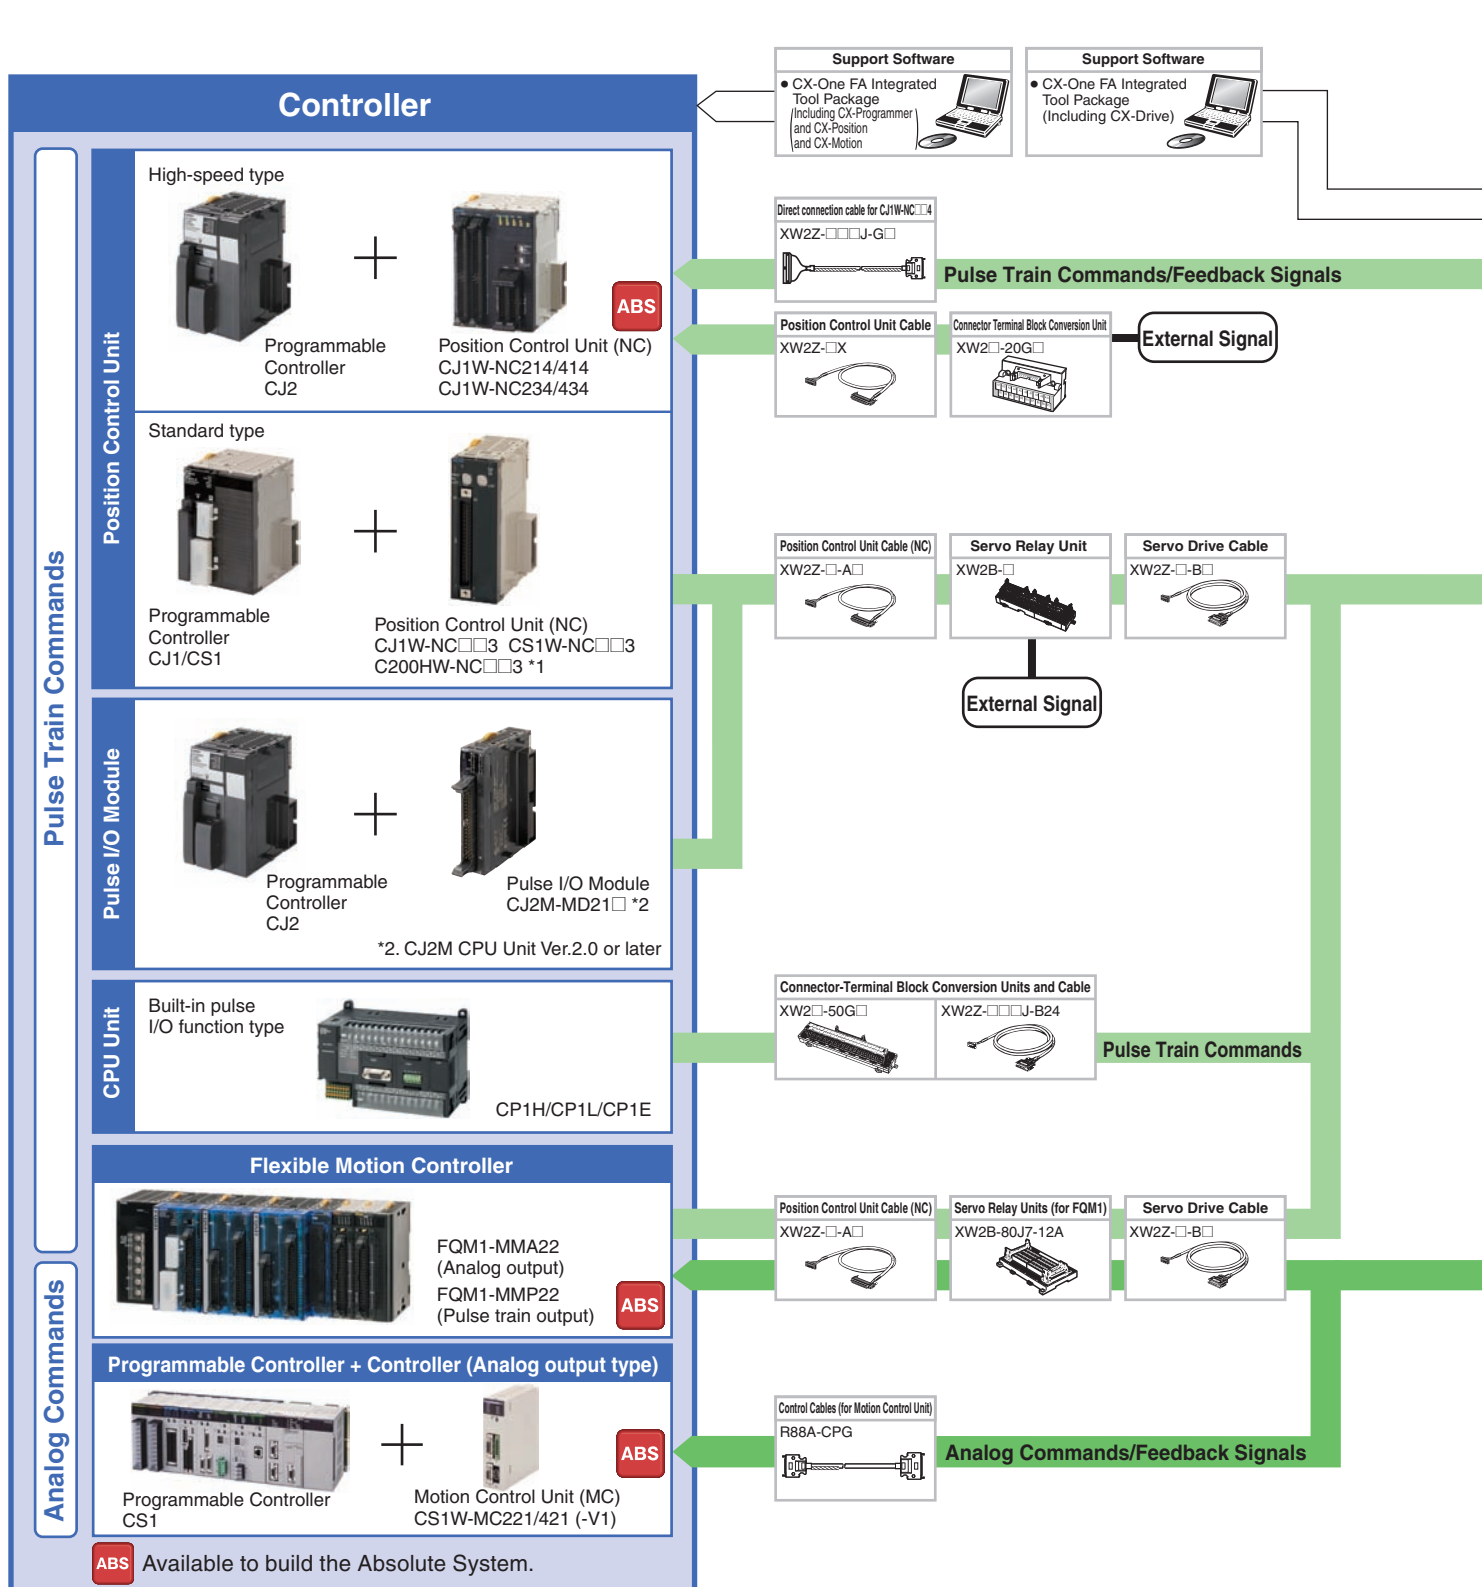 Controller
Pulse Train Commands
Position Control Unit
High-speed type
Programmable
Controller
CJ2
Position Control Unit (NC)
CJ1W-NC214/414
CJ1W-NC234/434
ABS
Standard type
Programmable
Controller
CJ1/CS1
Position Control Unit (NC)
CJ1W-NC□□3 CS1W-NC□□3
C200HW-NC□□3 *1
Pulse I/O Module
Programmable
Controller
CJ2
Pulse I/O Module
CJ2M-MD21□ *2
*2. CJ2M CPU Unit Ver.2.0 or later
CPU Unit
Built-in pulse
I/O function type
CP1H/CP1L/CP1E
Flexible Motion Controller
FQM1-MMA22
(Analog output)
FQM1-MMP22
(Pulse train output)
ABS
Analog Commands
Programmable Controller + Controller (Analog output type)
Programmable Controller
CS1
Motion Control Unit (MC)
CS1W-MC221/421 (-V1)
ABS
ABS Available to build the Absolute System.
Support Software
● CX-One FA Integrated
Tool Package
(Including CX-Programmer
and CX-Position
and CX-Motion)
Support Software
● CX-One FA Integrated
Tool Package
(Including CX-Drive)
Direct connection cable for CJ1W-NC□□4
XW2Z-□□□J-G□
Pulse Train Commands/Feedback Signals
Position Control Unit Cable
XW2Z-□X
Connector Terminal Block Conversion Unit
XW2□-20G□
External Signal
Position Control Unit Cable (NC)
XW2Z-□-A□
Servo Relay Unit
XW2B-□
Servo Drive Cable
XW2Z-□-B□
External Signal
Connector-Terminal Block Conversion Units and Cable
XW2□-50G□
XW2Z-□□□J-B24
Pulse Train Commands
Position Control Unit Cable (NC)
XW2Z-□-A□
Servo Relay Units (for FQM1)
XW2B-80J7-12A
Servo Drive Cable
XW2Z-□-B□
Control Cables (for Motion Control Unit)
R88A-CPG
Analog Commands/Feedback Signals